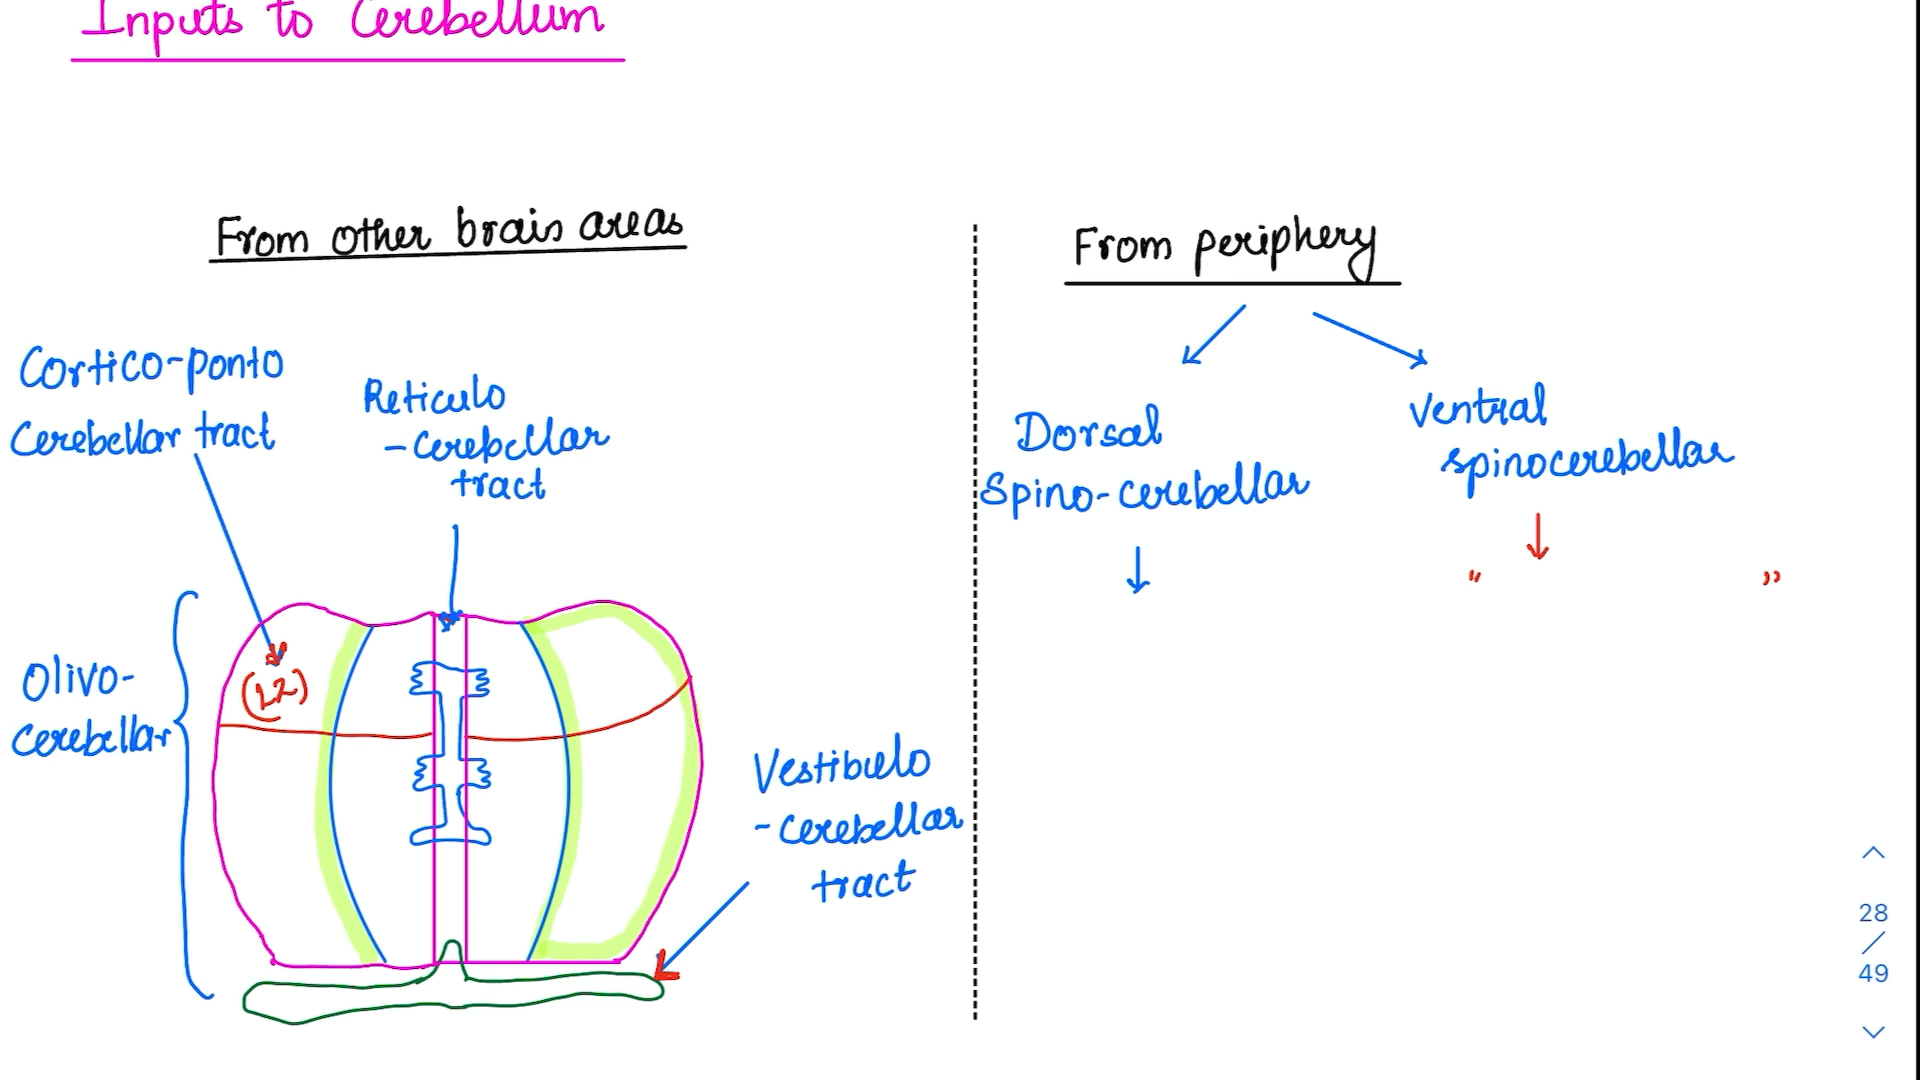 Inputs to Cerebellum
From other brain areas
Cortico-ponto
Cerebellar tract
Reticulo
-Cerebellar
tract
Olivo-
Cerebellar
(LZ)
Vestibulo
-Cerebellar
tract
From periphery
Dorsal
Spino-cerebellar
Ventral
spinocerebellar
" "
28
/
49